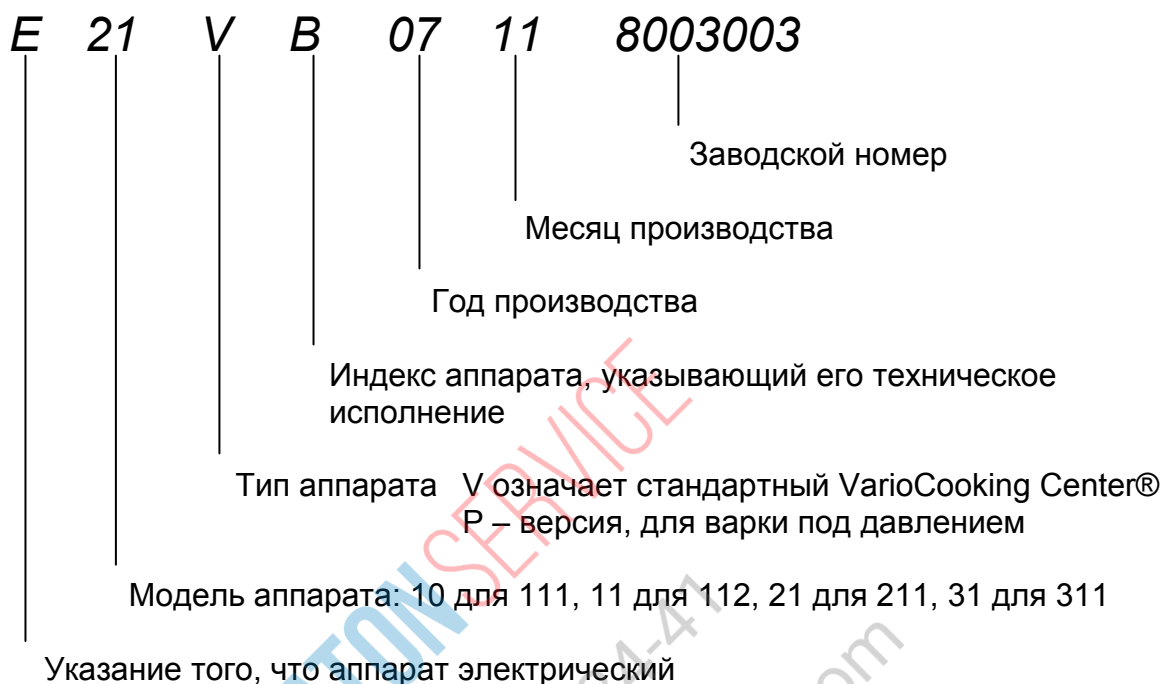 E 21 V B 07 11 8003003
Заводской номер
Месяц производства
Год производства
Индекс аппарата, указывающий его техническое
исполнение
Тип аппарата V означает стандартный VarioCooking Center®
P – версия, для варки под давлением
Модель аппарата: 10 для 111, 11 для 112, 21 для 211, 31 для 311
Указание того, что аппарат электрический